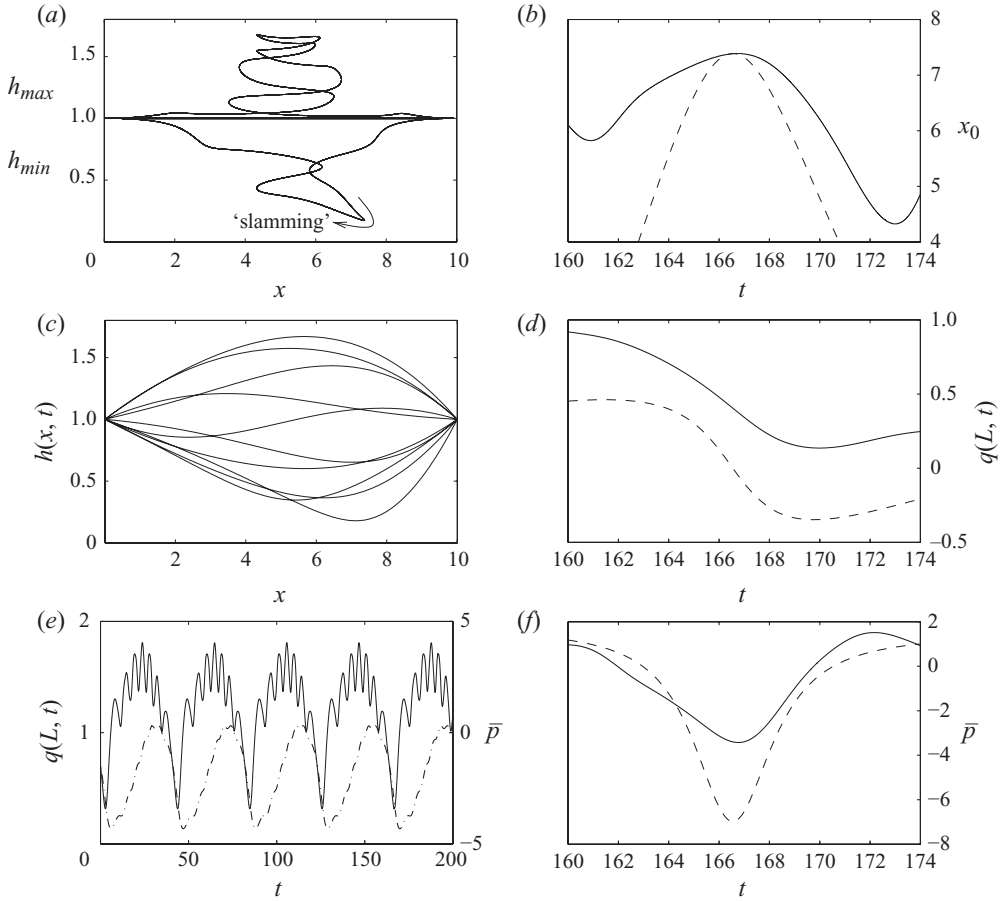 (a)
1.5
h_max
1.0
h_min
0.5
'slamming'
0 2 4 6 8 10
x
(b)
8
7
x_0
6
5
4
160 162 164 166 168 170 172 174
t
(c)
1.5
h(x, t)
1.0
0.5
0
0 2 4 6 8 10
x
(d)
1.0
0.5
q(L, t)
0
−0.5
160 162 164 166 168 170 172 174
t
(e)
2
5
q(L, t)
1
0
p̄
−5
0 50 100 150 200
t
(f)
2
0
−2
p̄
−4
−6
−8
160 162 164 166 168 170 172 174
t